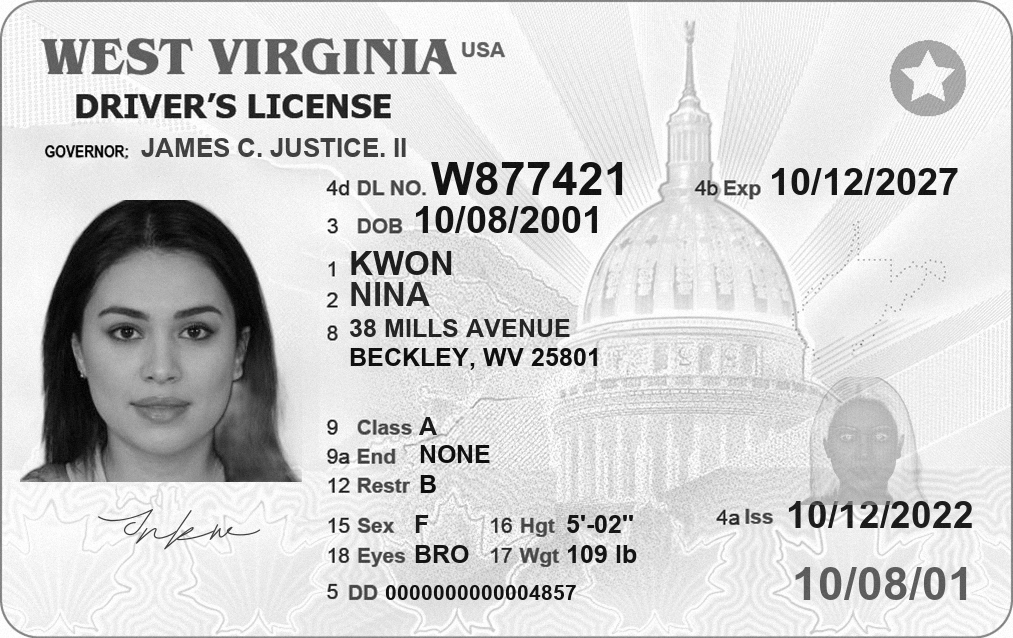 WEST VIRGINIA USA
DRIVER'S LICENSE
GOVERNOR: JAMES C. JUSTICE. II
4d DL NO. W877421 4b Exp 10/12/2027
3 DOB 10/08/2001
1 KWON
2 NINA
8 38 MILLS AVENUE
BECKLEY, WV 25801
9 Class A
9a End NONE
12 Restr B
15 Sex F 16 Hgt 5'-02" 4a Iss 10/12/2022
18 Eyes BRO 17 Wgt 109 lb
5 DD 0000000000004857 10/08/01